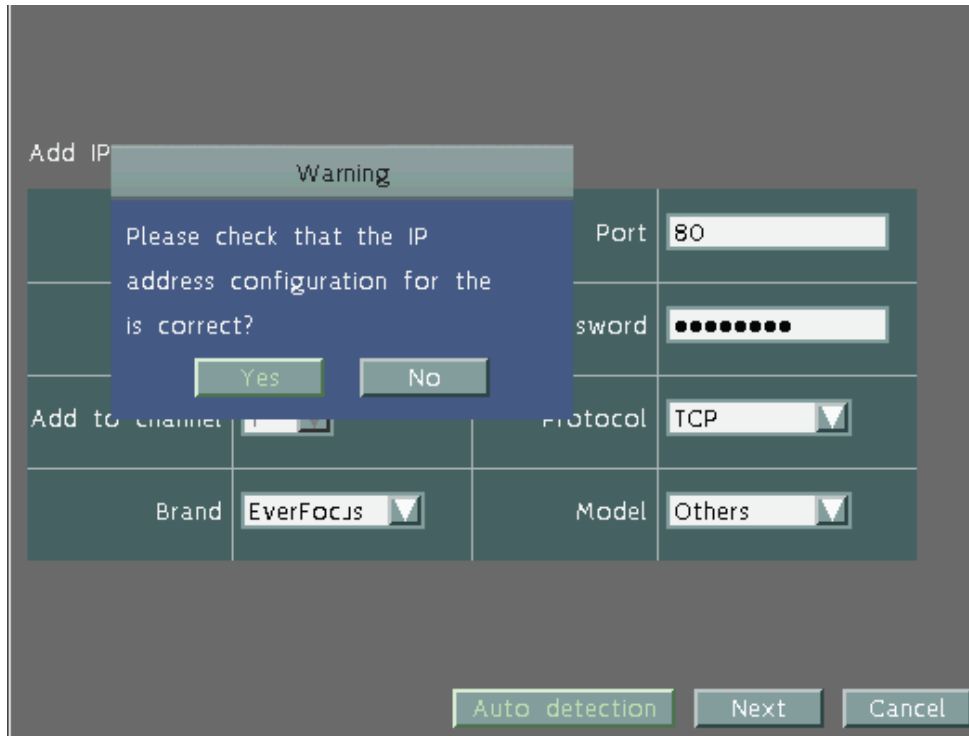 Add IP
Warning
Please check that the IP
address configuration for the
is correct?
Yes No
Port 80
sword ●●●●●●●●
Add to channel Protocol TCP
Brand EverFocus Model Others
Auto detection Next Cancel